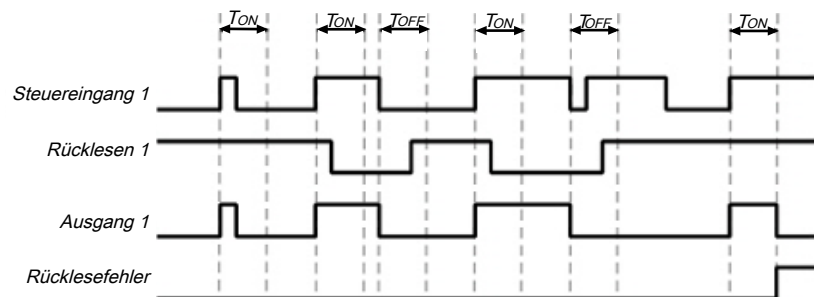 TON TON TOFF TON TOFF TON
Steuereingang 1
Rücklesen 1
Ausgang 1
Rücklesefehler